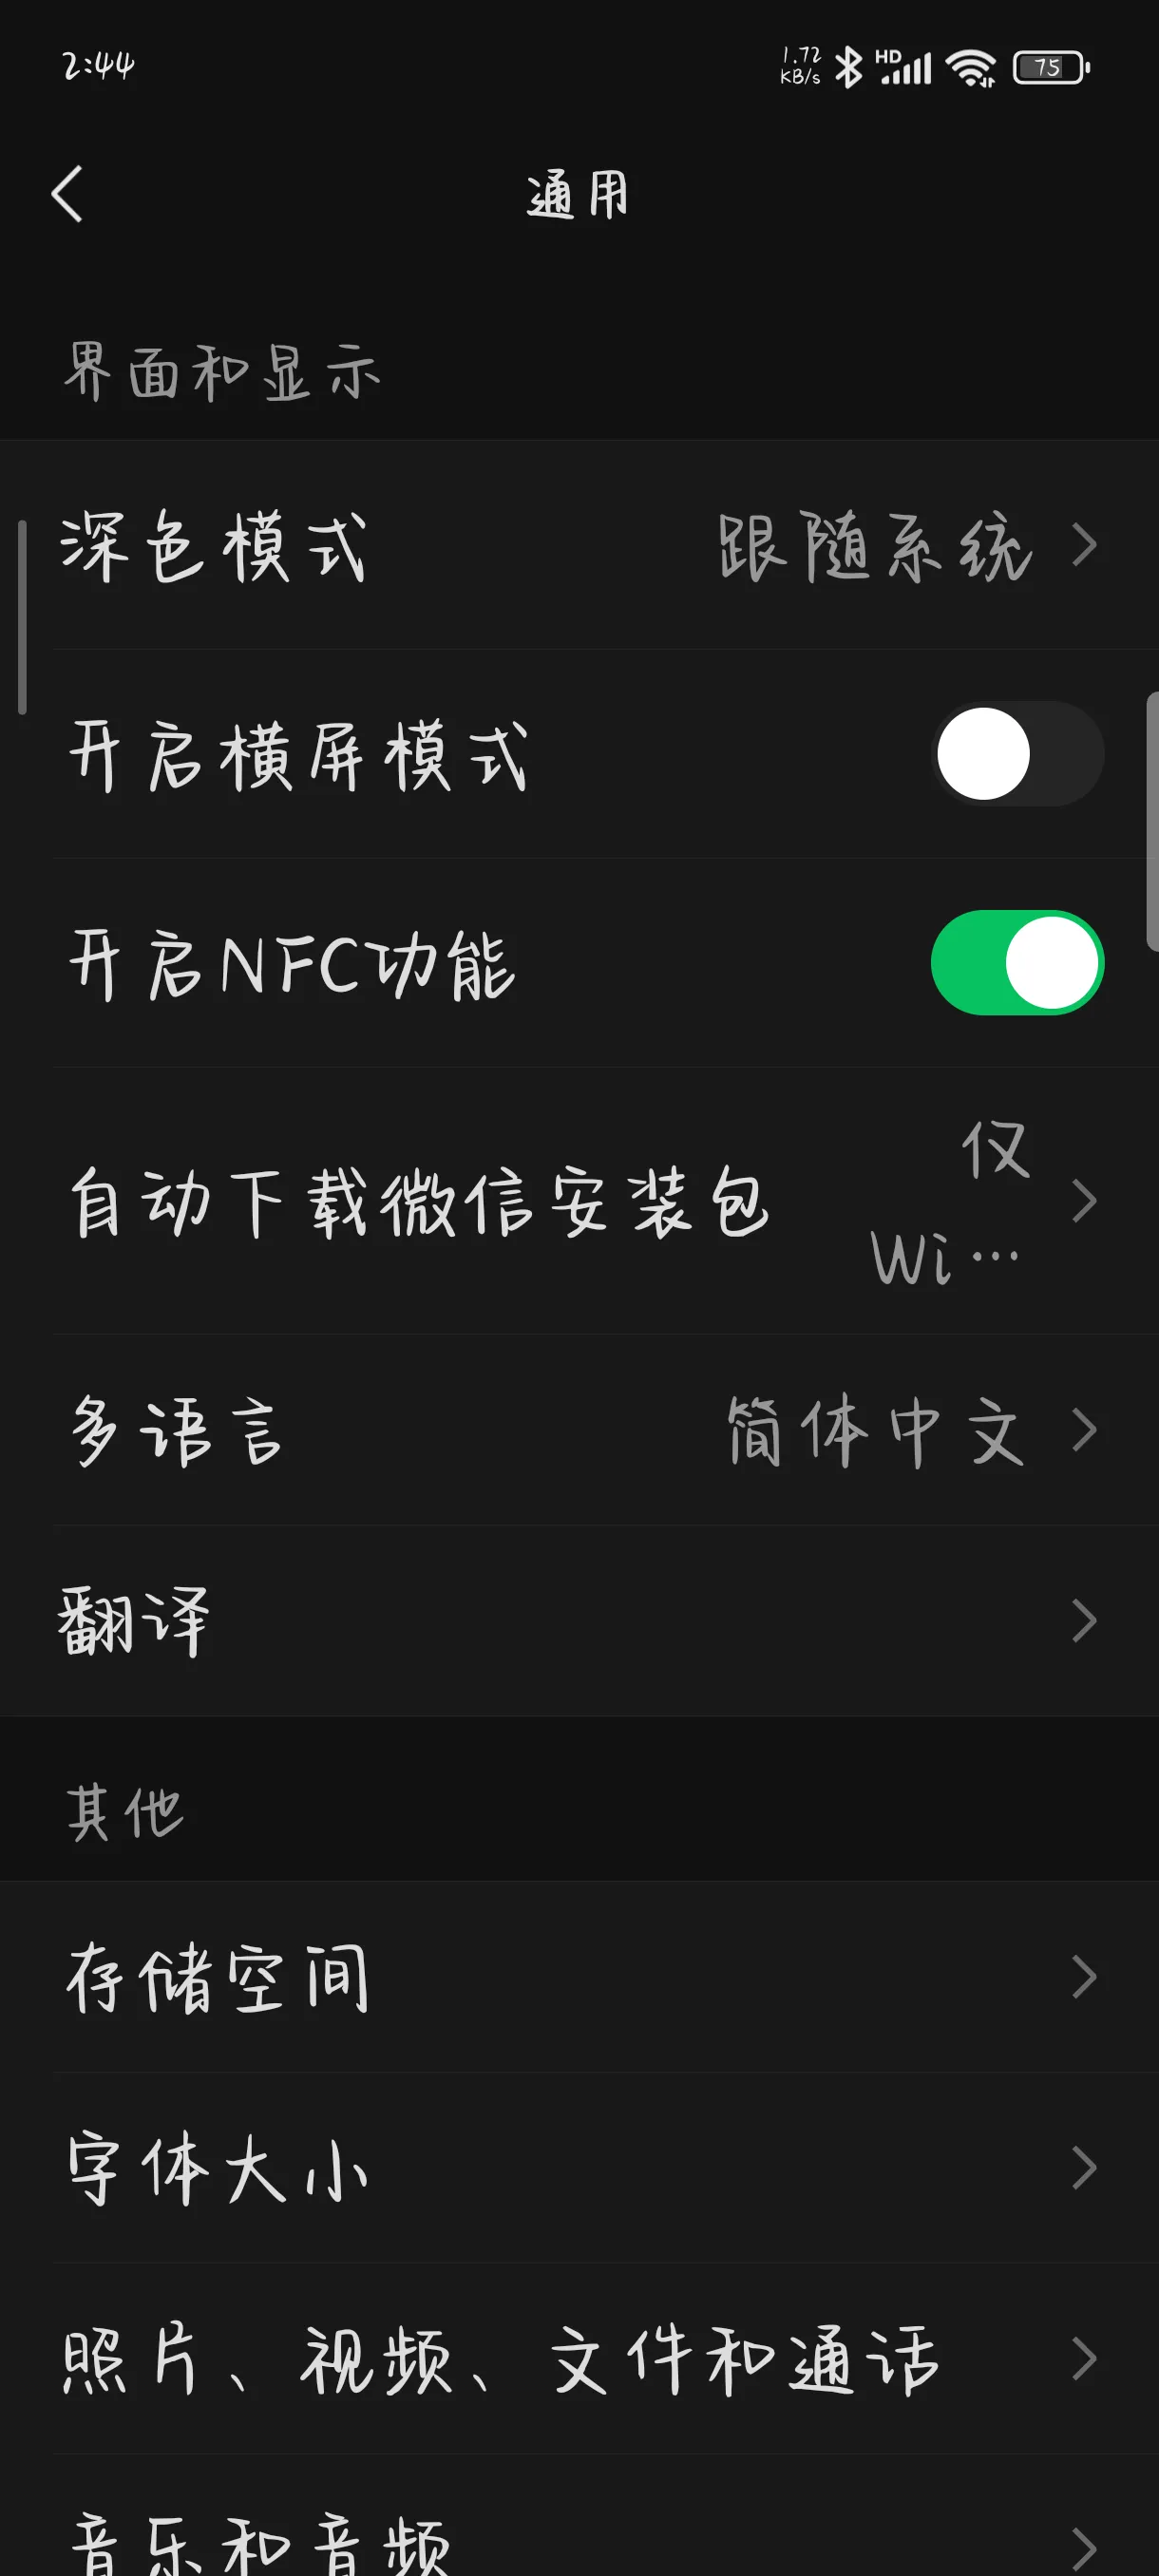 2:44
1.72 KB/s HD 75
通用
界面和显示
深色模式 跟随系统
开启横屏模式
开启NFC功能
自动下载微信安装包 仅
Wi…
多语言 简体中文
翻译
其他
存储空间
字体大小
照片、视频、文件和通话
音乐和音频